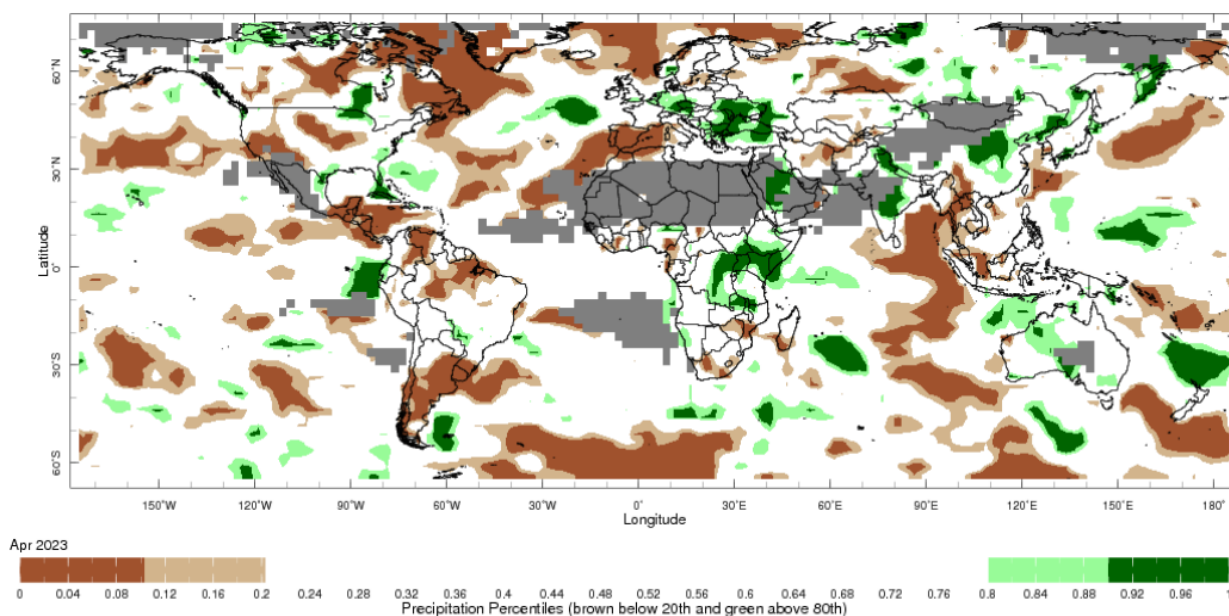 60°N
30°N
0°
30°S
60°S
Latitude
150°W 120°W 90°W 60°W 30°W 0° 30°E 60°E 90°E 120°E 150°E 180°
Longitude
Apr 2023
0 0.04 0.08 0.1 0.12 0.16 0.2 0.24 0.28 0.32 0.36 0.4 0.44 0.48 0.52 0.56 0.6 0.64 0.68 0.72 0.76 0.8 0.84 0.88 0.9 0.92 0.96
Precipitation Percentiles (brown below 20th and green above 80th)